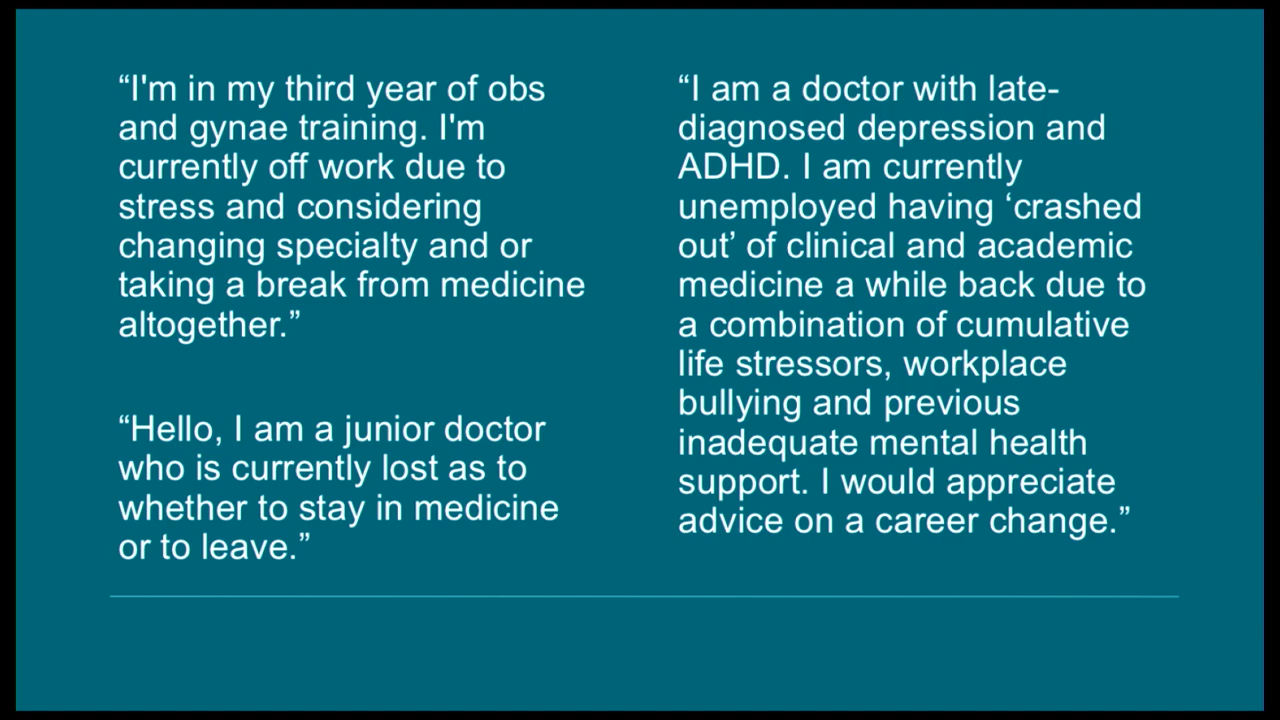 “I'm in my third year of obs
and gynae training. I'm
currently off work due to
stress and considering
changing specialty and or
taking a break from medicine
altogether.”
“Hello, I am a junior doctor
who is currently lost as to
whether to stay in medicine
or to leave.”
“I am a doctor with late-
diagnosed depression and
ADHD. I am currently
unemployed having ‘crashed
out’ of clinical and academic
medicine a while back due to
a combination of cumulative
life stressors, workplace
bullying and previous
inadequate mental health
support. I would appreciate
advice on a career change.”